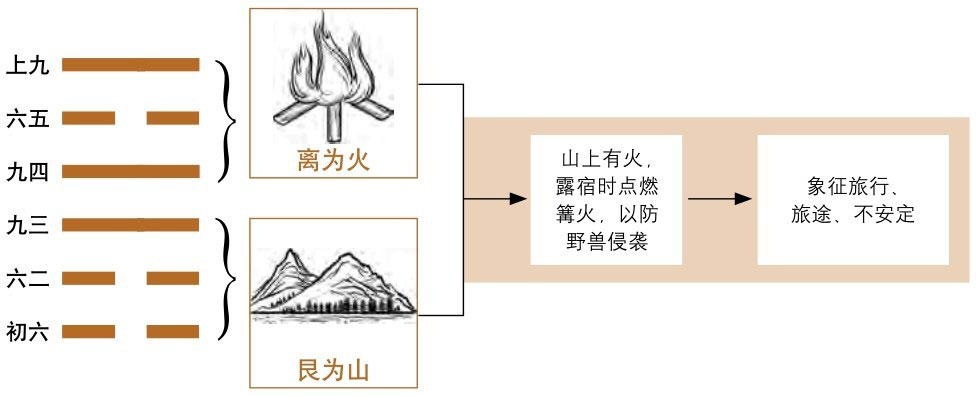 上九
六五
九四
九三
六二
初六
离为火
艮为山
山上有火，
露宿时点燃
篝火，以防
野兽侵袭
象征旅行、
旅途、不安定